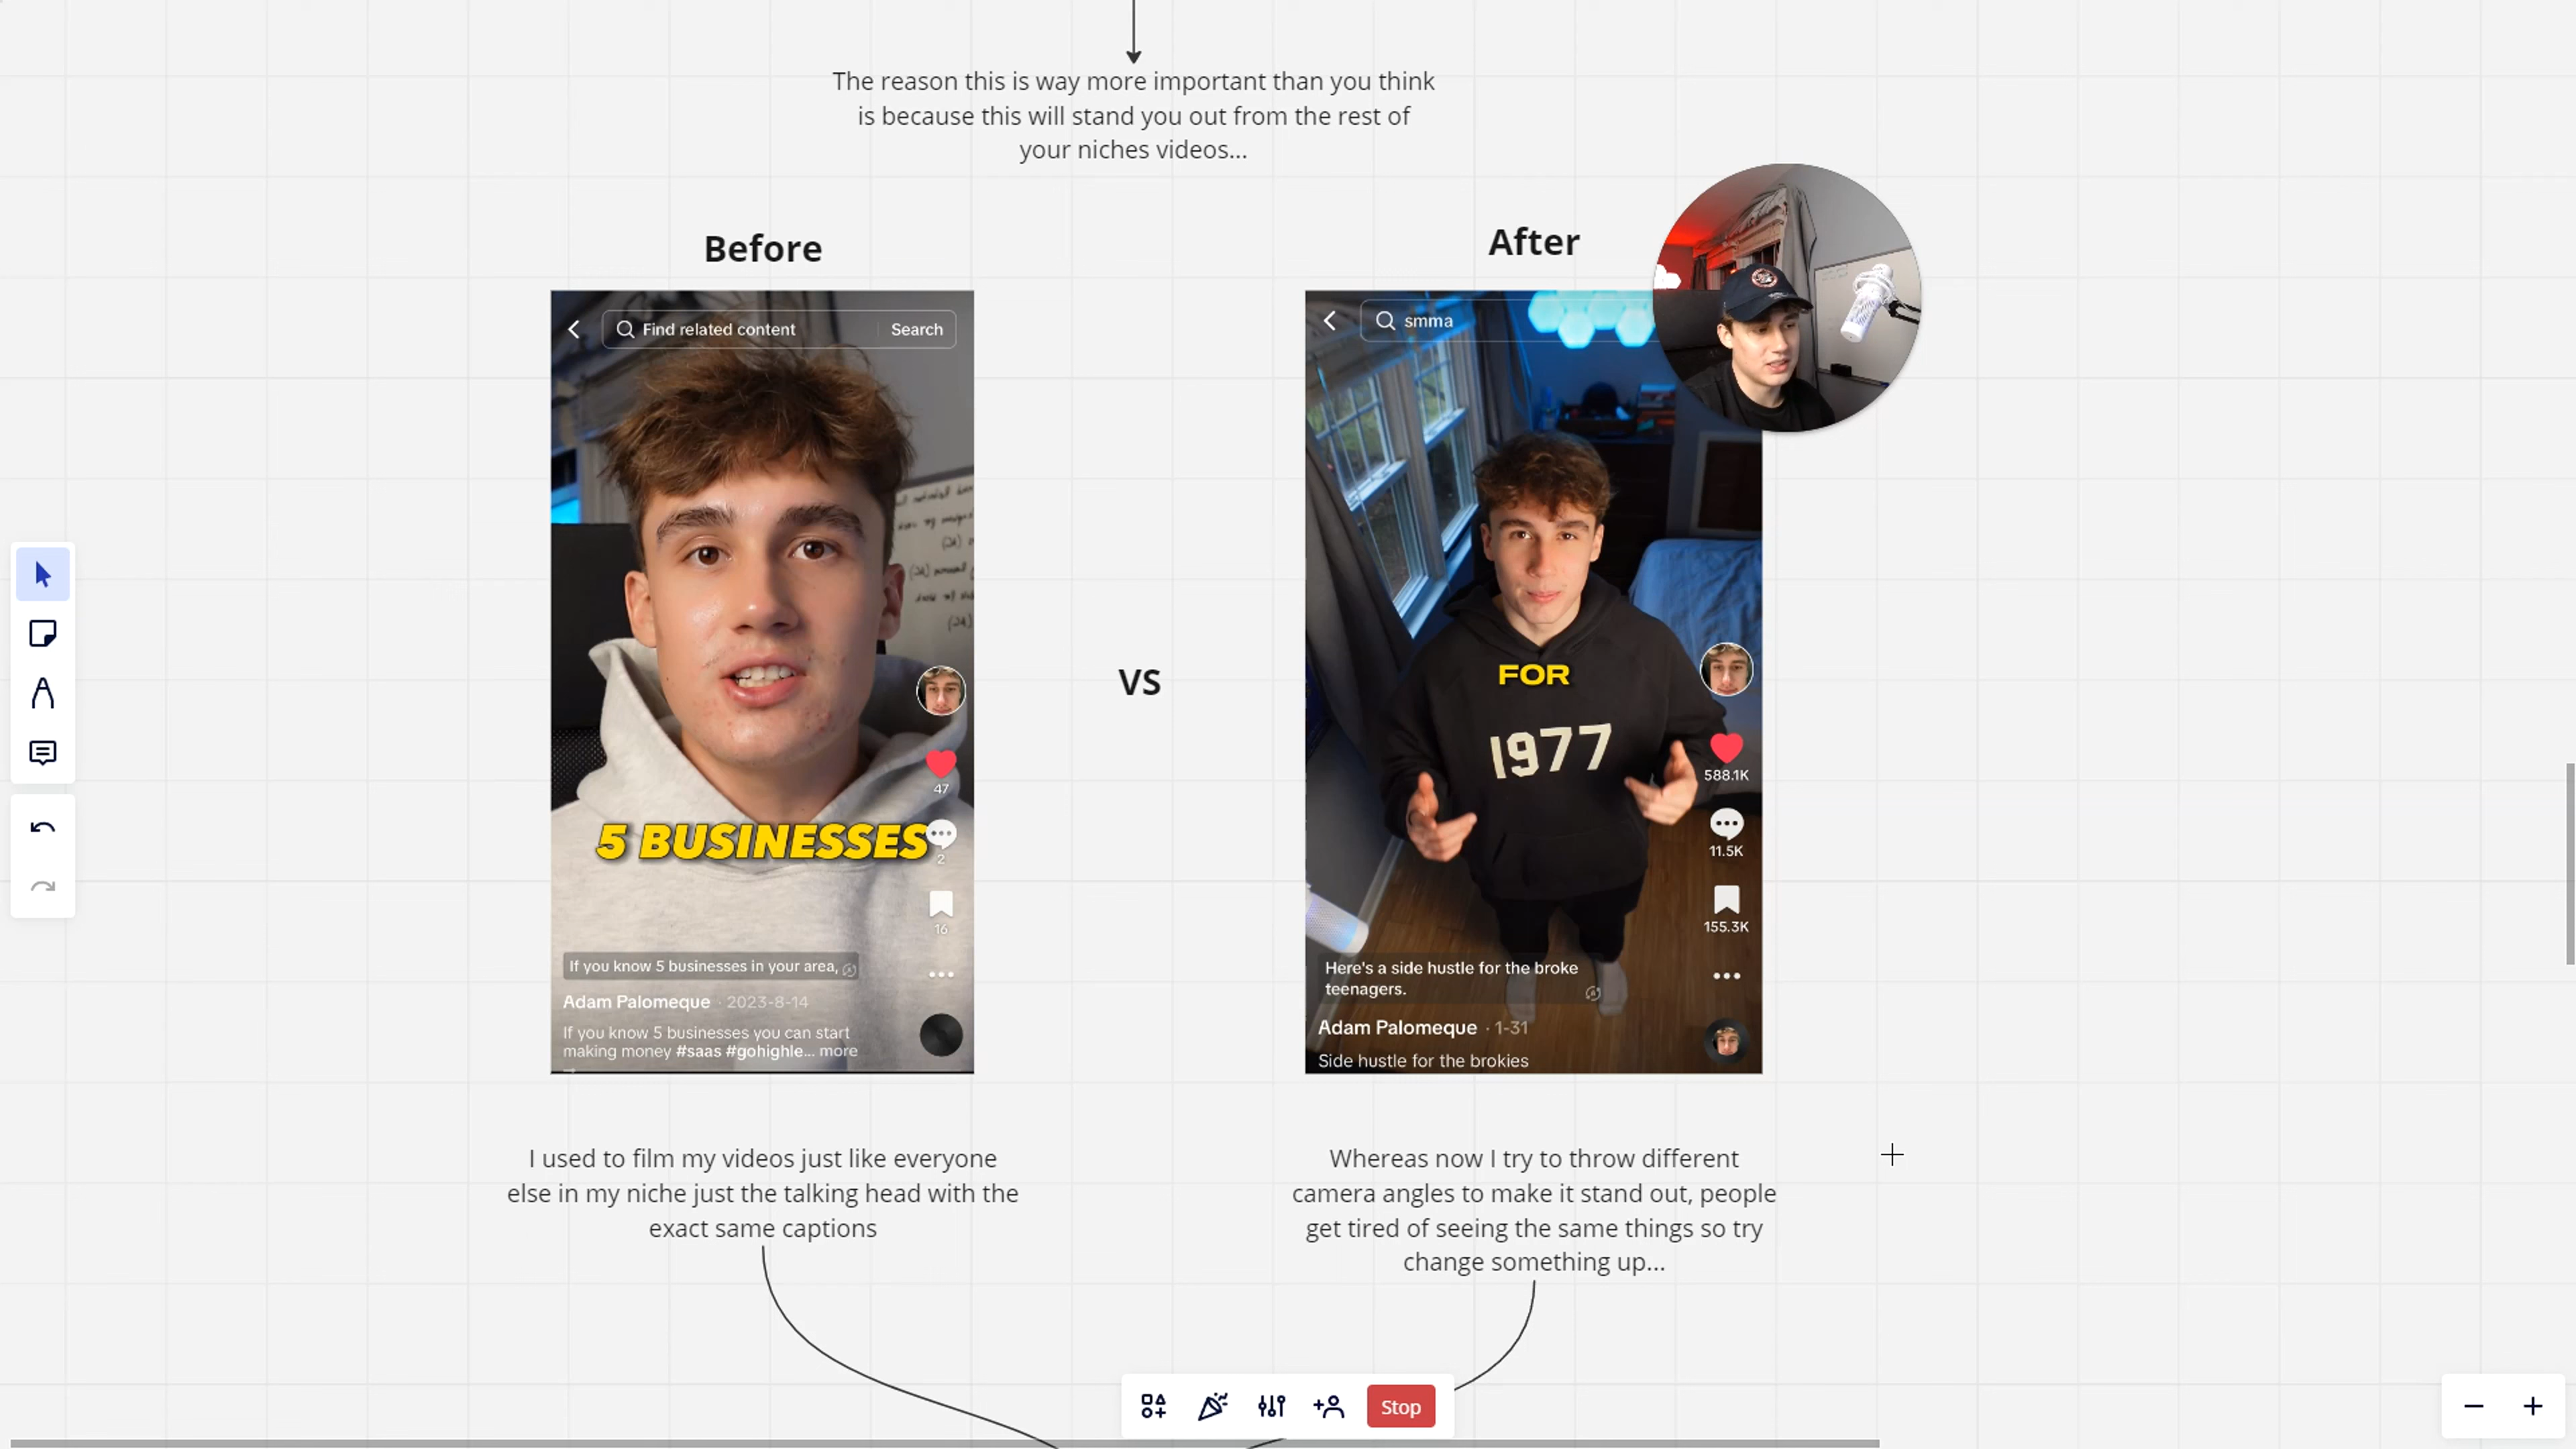 The reason this is way more important than you think
is because this will stand you out from the rest of
your niches videos...
Before
After
Find related content
Search
5 BUSINESSES
47
2
16
If you know 5 businesses in your area,
Adam Palomeque · 2023-8-14
If you know 5 businesses you can start
making money #saas #gohighle... more
VS
smma
FOR
1977
588.1K
11.5K
155.3K
Here's a side hustle for the broke
teenagers.
Adam Palomeque · 1-31
Side hustle for the brokies
I used to film my videos just like everyone
else in my niche just the talking head with the
exact same captions
Whereas now I try to throw different
camera angles to make it stand out, people
get tired of seeing the same things so try
change something up...
Stop